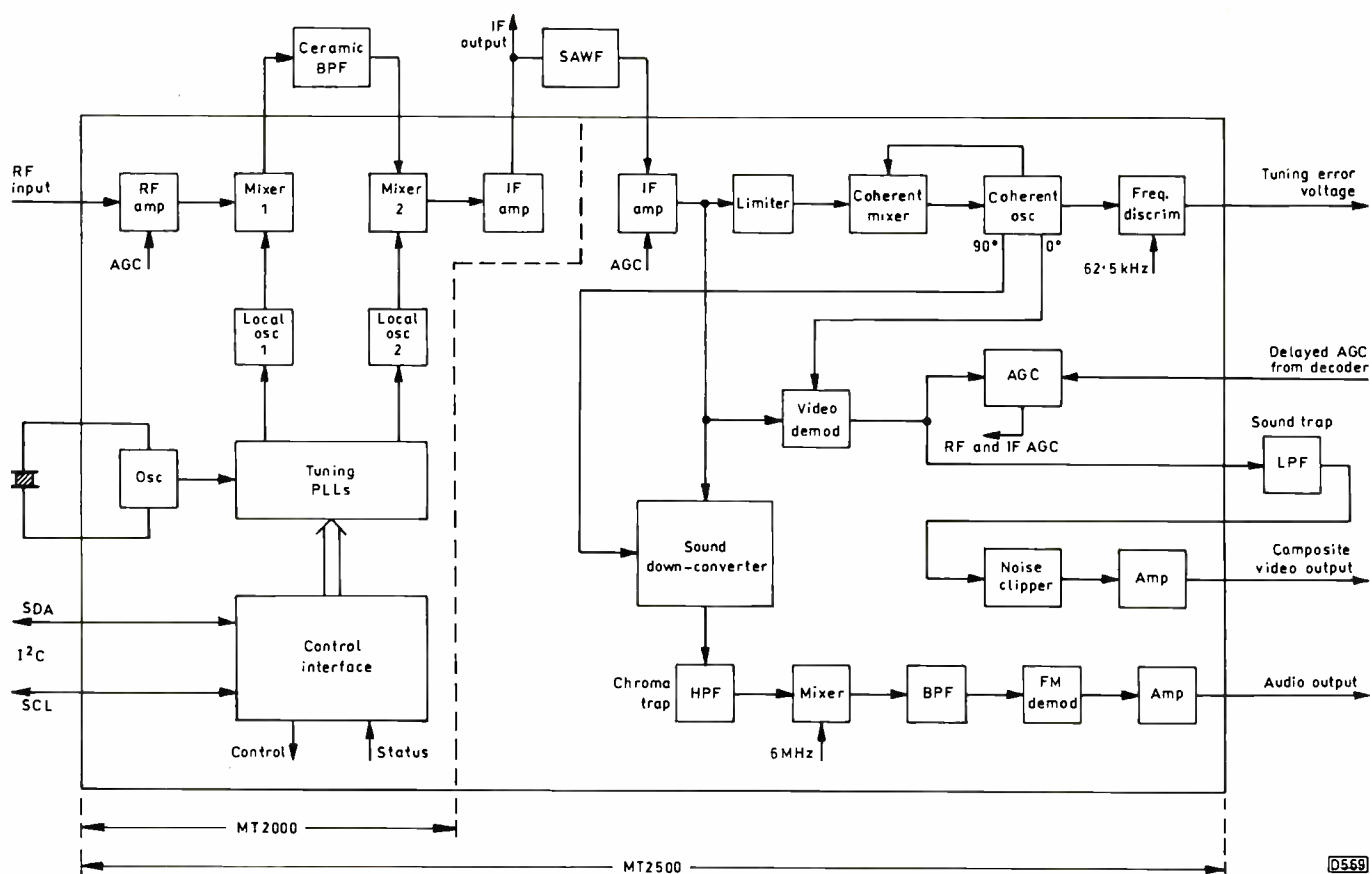 IF
output
Ceramic
BPF
SAWF
RF
input
RF
amp
AGC
Mixer
1
Mixer
2
IF
amp
IF
amp
AGC
Limiter
Coherent
mixer
Coherent
osc
90°
0°
Freq.
discrim
62·5kHz
Tuning error
voltage
Local
osc
1
Local
osc
2
Video
demod
AGC
RF and IF AGC
Delayed AGC
from decoder
Sound trap
LPF
Osc
Tuning
PLLs
Sound
down-converter
Noise
clipper
Amp
Composite
video output
SDA
I²C
SCL
Control
interface
Control
Status
Chroma
trap
HPF
Mixer
6MHz
BPF
FM
demod
Amp
Audio output
MT2000
MT2500
D569